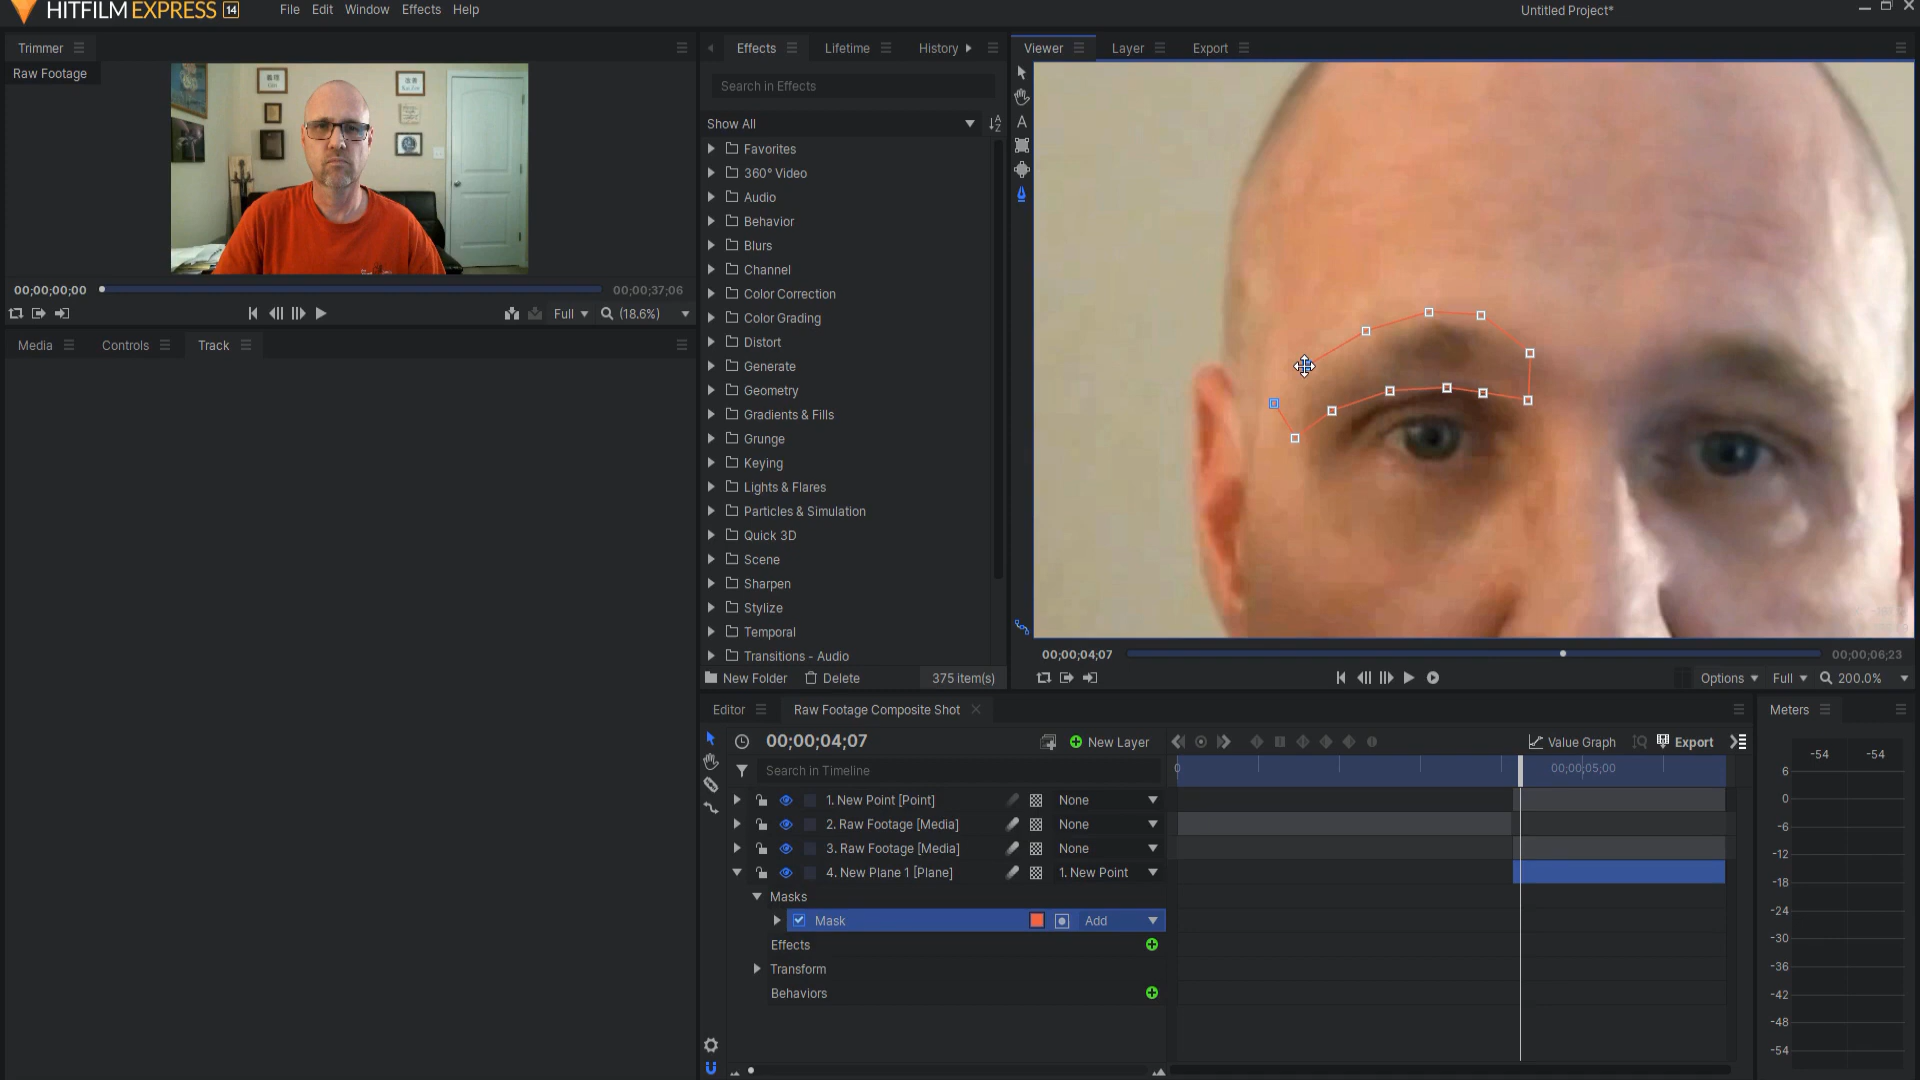 HITFILM EXPRESS 14
File Edit Window Effects Help
Untitled Project*
Trimmer
Raw Footage
00;00;00;00
00;00;37;06
Full
(18.6%)
Media Controls Track
Effects Lifetime History
Search in Effects
Show All
Favorites
360° Video
Audio
Behavior
Blurs
Channel
Color Correction
Color Grading
Distort
Generate
Geometry
Gradients & Fills
Grunge
Keying
Lights & Flares
Particles & Simulation
Quick 3D
Scene
Sharpen
Stylize
Temporal
Transitions - Audio
New Folder Delete 375 item(s)
Viewer Layer Export
A
00;00;04;07
00;00;06;23
Options Full 200.0%
Editor Raw Footage Composite Shot
00;00;04;07
New Layer
Value Graph
Export
Search in Timeline
0
00;00;05;00
1. New Point [Point] None
2. Raw Footage [Media] None
3. Raw Footage [Media] None
4. New Plane 1 [Plane] 1. New Point
Masks
Mask Add
Effects
Transform
Behaviors
Meters
-54 -54
6
0
-6
-12
-18
-24
-30
-36
-42
-48
-54